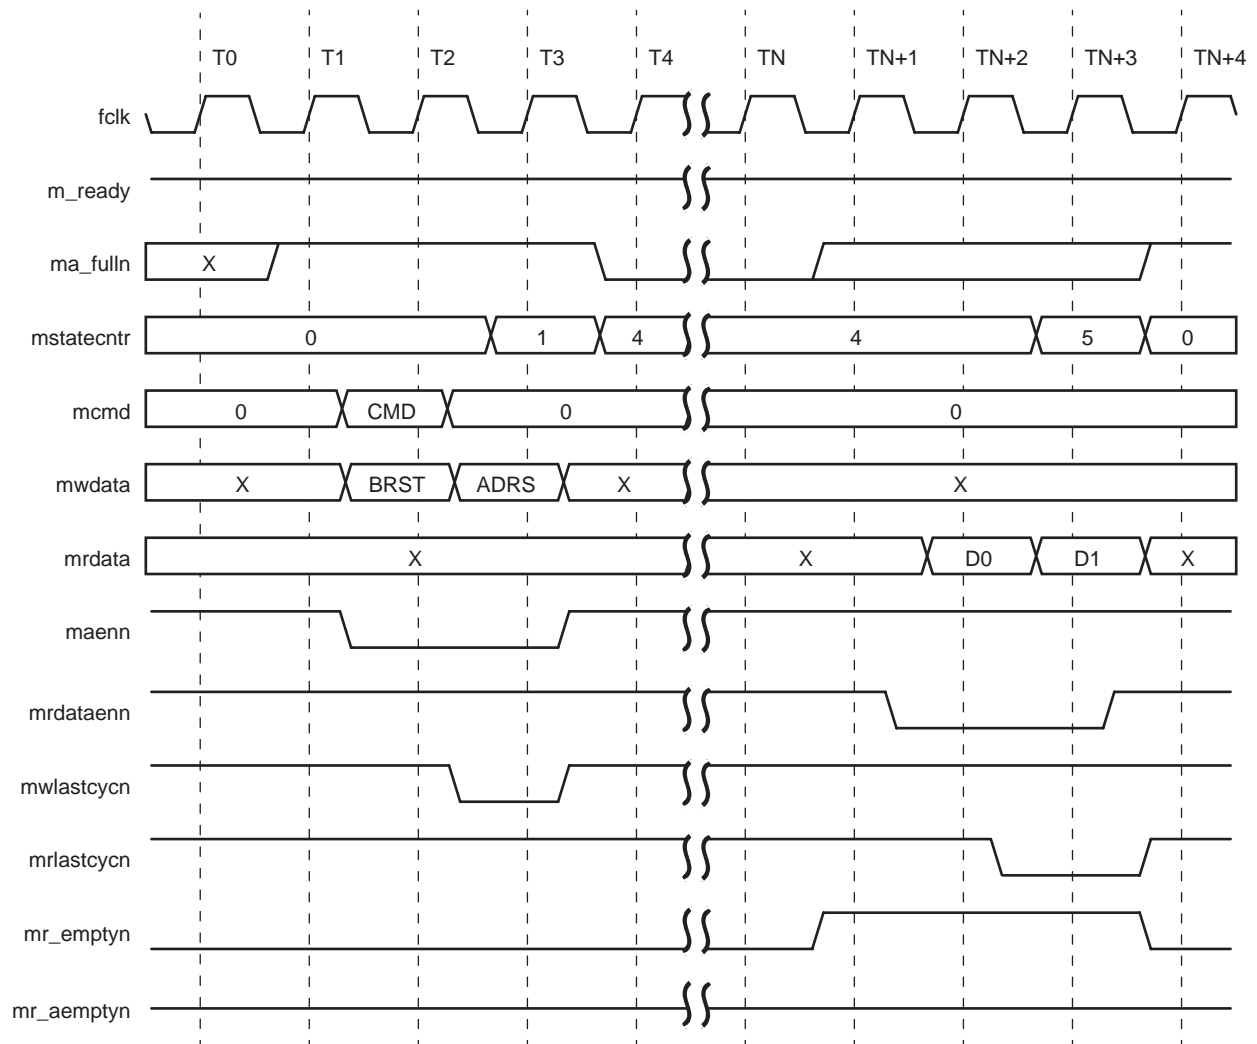 T0 T1 T2 T3 T4 TN TN+1 TN+2 TN+3 TN+4
fclk
m_ready
ma_fulln X
mstatecntr 0 1 4 4 5 0
mcmd 0 CMD 0 0
mwdata X BRST ADRS X X
mrdata X X D0 D1 X
maenn
mrdataenn
mwlastcycn
mrlastcycn
mr_emptyn
mr_aemptyn